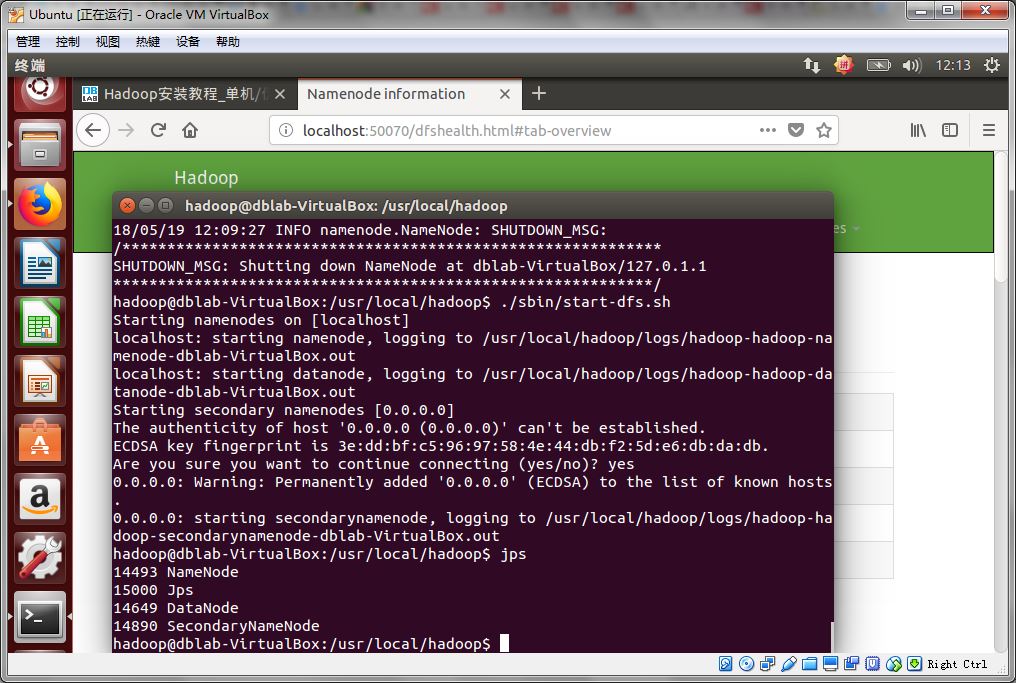 Ubuntu [正在运行] - Oracle VM VirtualBox
管理 控制 视图 热键 设备 帮助
终端 12:13
Hadoop安装教程_单机/ Namenode information
localhost:50070/dfshealth.html#tab-overview
Hadoop
hadoop@dblab-VirtualBox: /usr/local/hadoop
18/05/19 12:09:27 INFO namenode.NameNode: SHUTDOWN_MSG:
/************************************************************
SHUTDOWN_MSG: Shutting down NameNode at dblab-VirtualBox/127.0.1.1
************************************************************/
hadoop@dblab-VirtualBox:/usr/local/hadoop$ ./sbin/start-dfs.sh
Starting namenodes on [localhost]
localhost: starting namenode, logging to /usr/local/hadoop/logs/hadoop-hadoop-na
menode-dblab-VirtualBox.out
localhost: starting datanode, logging to /usr/local/hadoop/logs/hadoop-hadoop-da
tanode-dblab-VirtualBox.out
Starting secondary namenodes [0.0.0.0]
The authenticity of host '0.0.0.0 (0.0.0.0)' can't be established.
ECDSA key fingerprint is 3e:dd:bf:c5:96:97:58:4e:44:db:f2:5d:e6:db:da:db.
Are you sure you want to continue connecting (yes/no)? yes
0.0.0.0: Warning: Permanently added '0.0.0.0' (ECDSA) to the list of known hosts
.
0.0.0.0: starting secondarynamenode, logging to /usr/local/hadoop/logs/hadoop-ha
doop-secondarynamenode-dblab-VirtualBox.out
hadoop@dblab-VirtualBox:/usr/local/hadoop$ jps
14493 NameNode
15000 Jps
14649 DataNode
14890 SecondaryNameNode
hadoop@dblab-VirtualBox:/usr/local/hadoop$
Right Ctrl